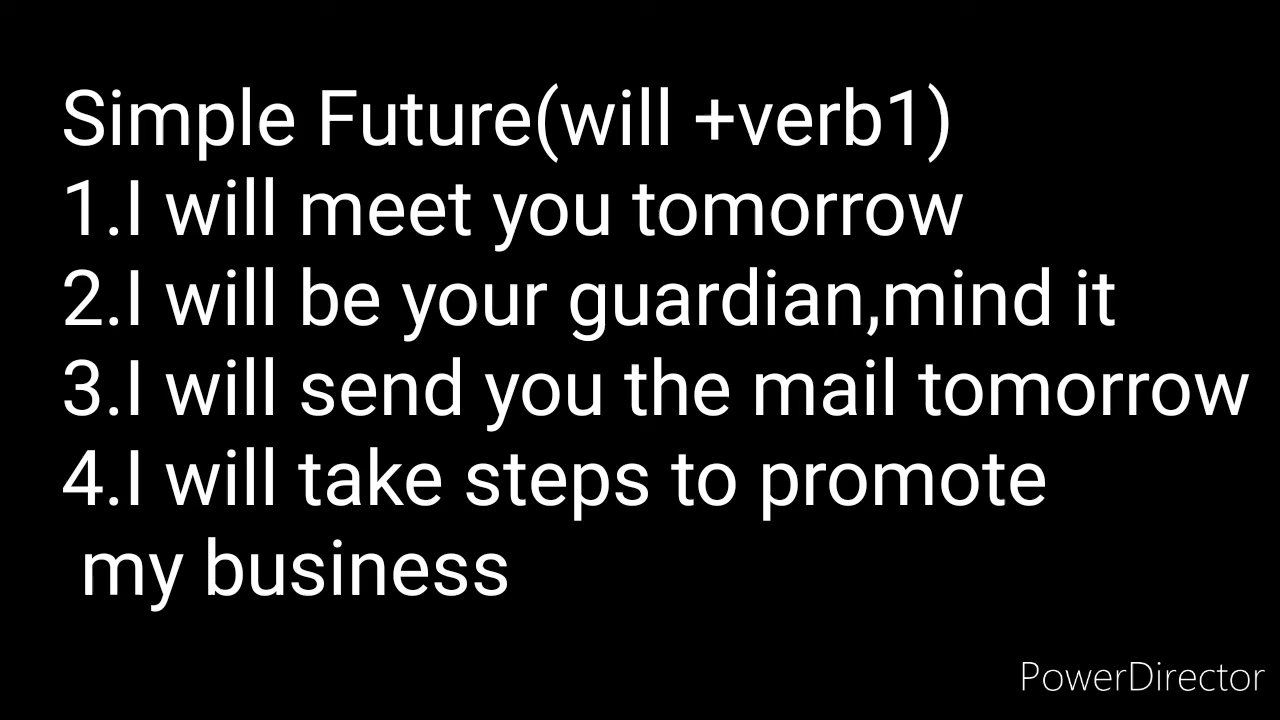 Simple Future(will +verb1)
1.I will meet you tomorrow
2.I will be your guardian,mind it
3.I will send you the mail tomorrow
4.I will take steps to promote
my business
PowerDirector